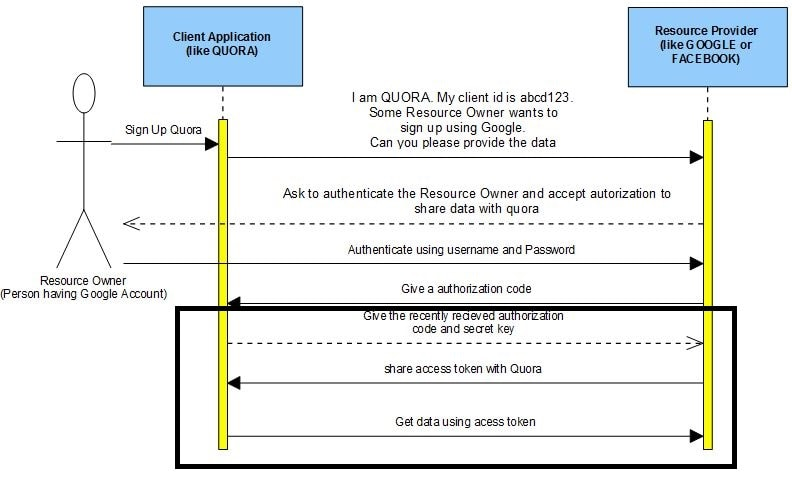 Client Application
(like QUORA)
Resource Provider
(like GOOGLE or
FACEBOOK)
I am QUORA. My client id is abcd123.
Some Resource Owner wants to
sign up using Google.
Can you please provide the data
Sign Up Quora
Ask to authenticate the Resource Owner and accept autorization to
share data with quora
Authenticate using username and Password
Resource Owner
(Person having Google Account)
Give a authorization code
Give the recently recieved authorization
code and secret key
share access token with Quora
Get data using acess token